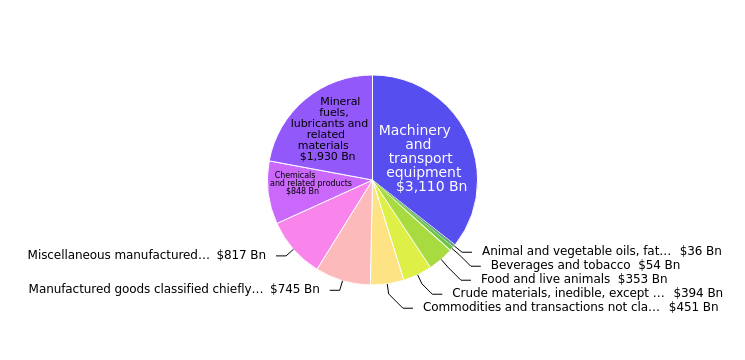 Mineral
fuels,
lubricants and
related
materials
$1,930 Bn
Machinery
and
transport
equipment
$3,110 Bn
Chemicals
and related products
$848 Bn
Miscellaneous manufactured… $817 Bn
Manufactured goods classified chiefly… $745 Bn
Animal and vegetable oils, fat… $36 Bn
Beverages and tobacco $54 Bn
Food and live animals $353 Bn
Crude materials, inedible, except … $394 Bn
Commodities and transactions not cla… $451 Bn